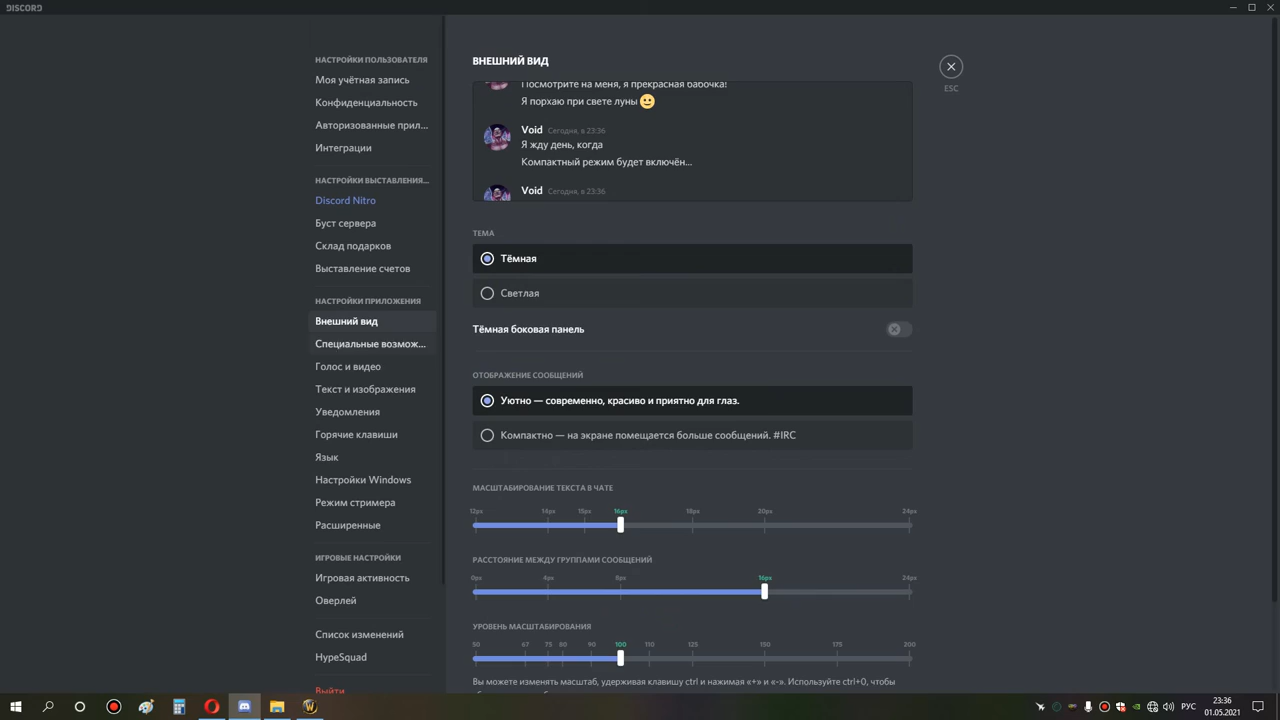 DISCORD
НАСТРОЙКИ ПОЛЬЗОВАТЕЛЯ
Моя учётная запись
Конфиденциальность
Авторизованные прил...
Интеграции
НАСТРОЙКИ ВЫСТАВЛЕНИЯ...
Discord Nitro
Буст сервера
Склад подарков
Выставление счетов
НАСТРОЙКИ ПРИЛОЖЕНИЯ
Внешний вид
Специальные возмож...
Голос и видео
Текст и изображения
Уведомления
Горячие клавиши
Язык
Настройки Windows
Режим стримера
Расширенные
ИГРОВЫЕ НАСТРОЙКИ
Игровая активность
Оверлей
Список изменений
HypeSquad
Выйти
ВНЕШНИЙ ВИД
ESC
Посмотрите на меня, я прекрасная бабочка!
Я порхаю при свете луны 🙂
Void Сегодня, в 23:36
Я жду день, когда
Компактный режим будет включён...
Void Сегодня, в 23:36
ТЕМА
Тёмная
Светлая
Тёмная боковая панель
ОТОБРАЖЕНИЕ СООБЩЕНИЙ
Уютно — современно, красиво и приятно для глаз.
Компактно — на экране помещается больше сообщений. #IRC
МАСШТАБИРОВАНИЕ ТЕКСТА В ЧАТЕ
12px 14px 15px 16px 18px 20px 24px
РАССТОЯНИЕ МЕЖДУ ГРУППАМИ СООБЩЕНИЙ
0px 4px 8px 16px 24px
УРОВЕНЬ МАСШТАБИРОВАНИЯ
50 67 75 80 90 100 110 125 150 175 200
Вы можете изменять масштаб, удерживая клавишу ctrl и нажимая «+» и «-». Используйте ctrl+0, чтобы
РУС
23:36
01.05.2021